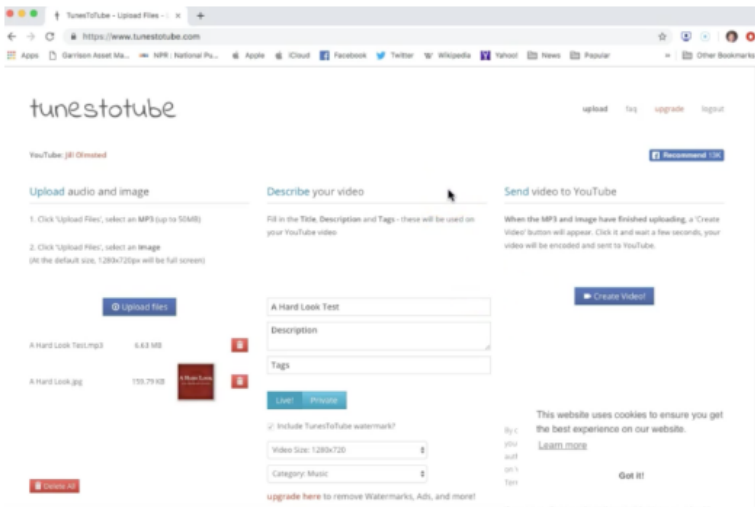 TunesToTube - Upload Files -
https://www.tunestotube.com
Apps Garrison Asset Ma... NPR : National Pu... Apple iCloud Facebook Twitter Wikipedia Yahoo! News Popular Other Bookmarks
tunestotube
upload faq upgrade logout
YouTube: Jill Olmsted
Recommend 13K
Upload audio and image
1. Click 'Upload Files', select an MP3 (up to 50MB)
2. Click 'Upload Files', select an Image
(At the default size, 1280x720px will be full screen)
Upload files
A Hard Look Test.mp3 6.63 MB
A Hard Look.jpg 159.79 KB
A Hard Look
Delete All
Describe your video
Fill in the Title, Description and Tags - these will be used on
your YouTube video
A Hard Look Test
Description
Tags
Live! Private
Include TunesToTube watermark?
Video Size: 1280x720
Category: Music
upgrade here to remove Watermarks, Ads, and more!
Send video to YouTube
When the MP3 and Image have finished uploading, a 'Create
Video' button will appear. Click it and wait a few seconds, your
video will be encoded and sent to YouTube.
Create Video!
By c
you
auth
on Y
This website uses cookies to ensure you get
the best experience on our website.
Learn more
Got it!